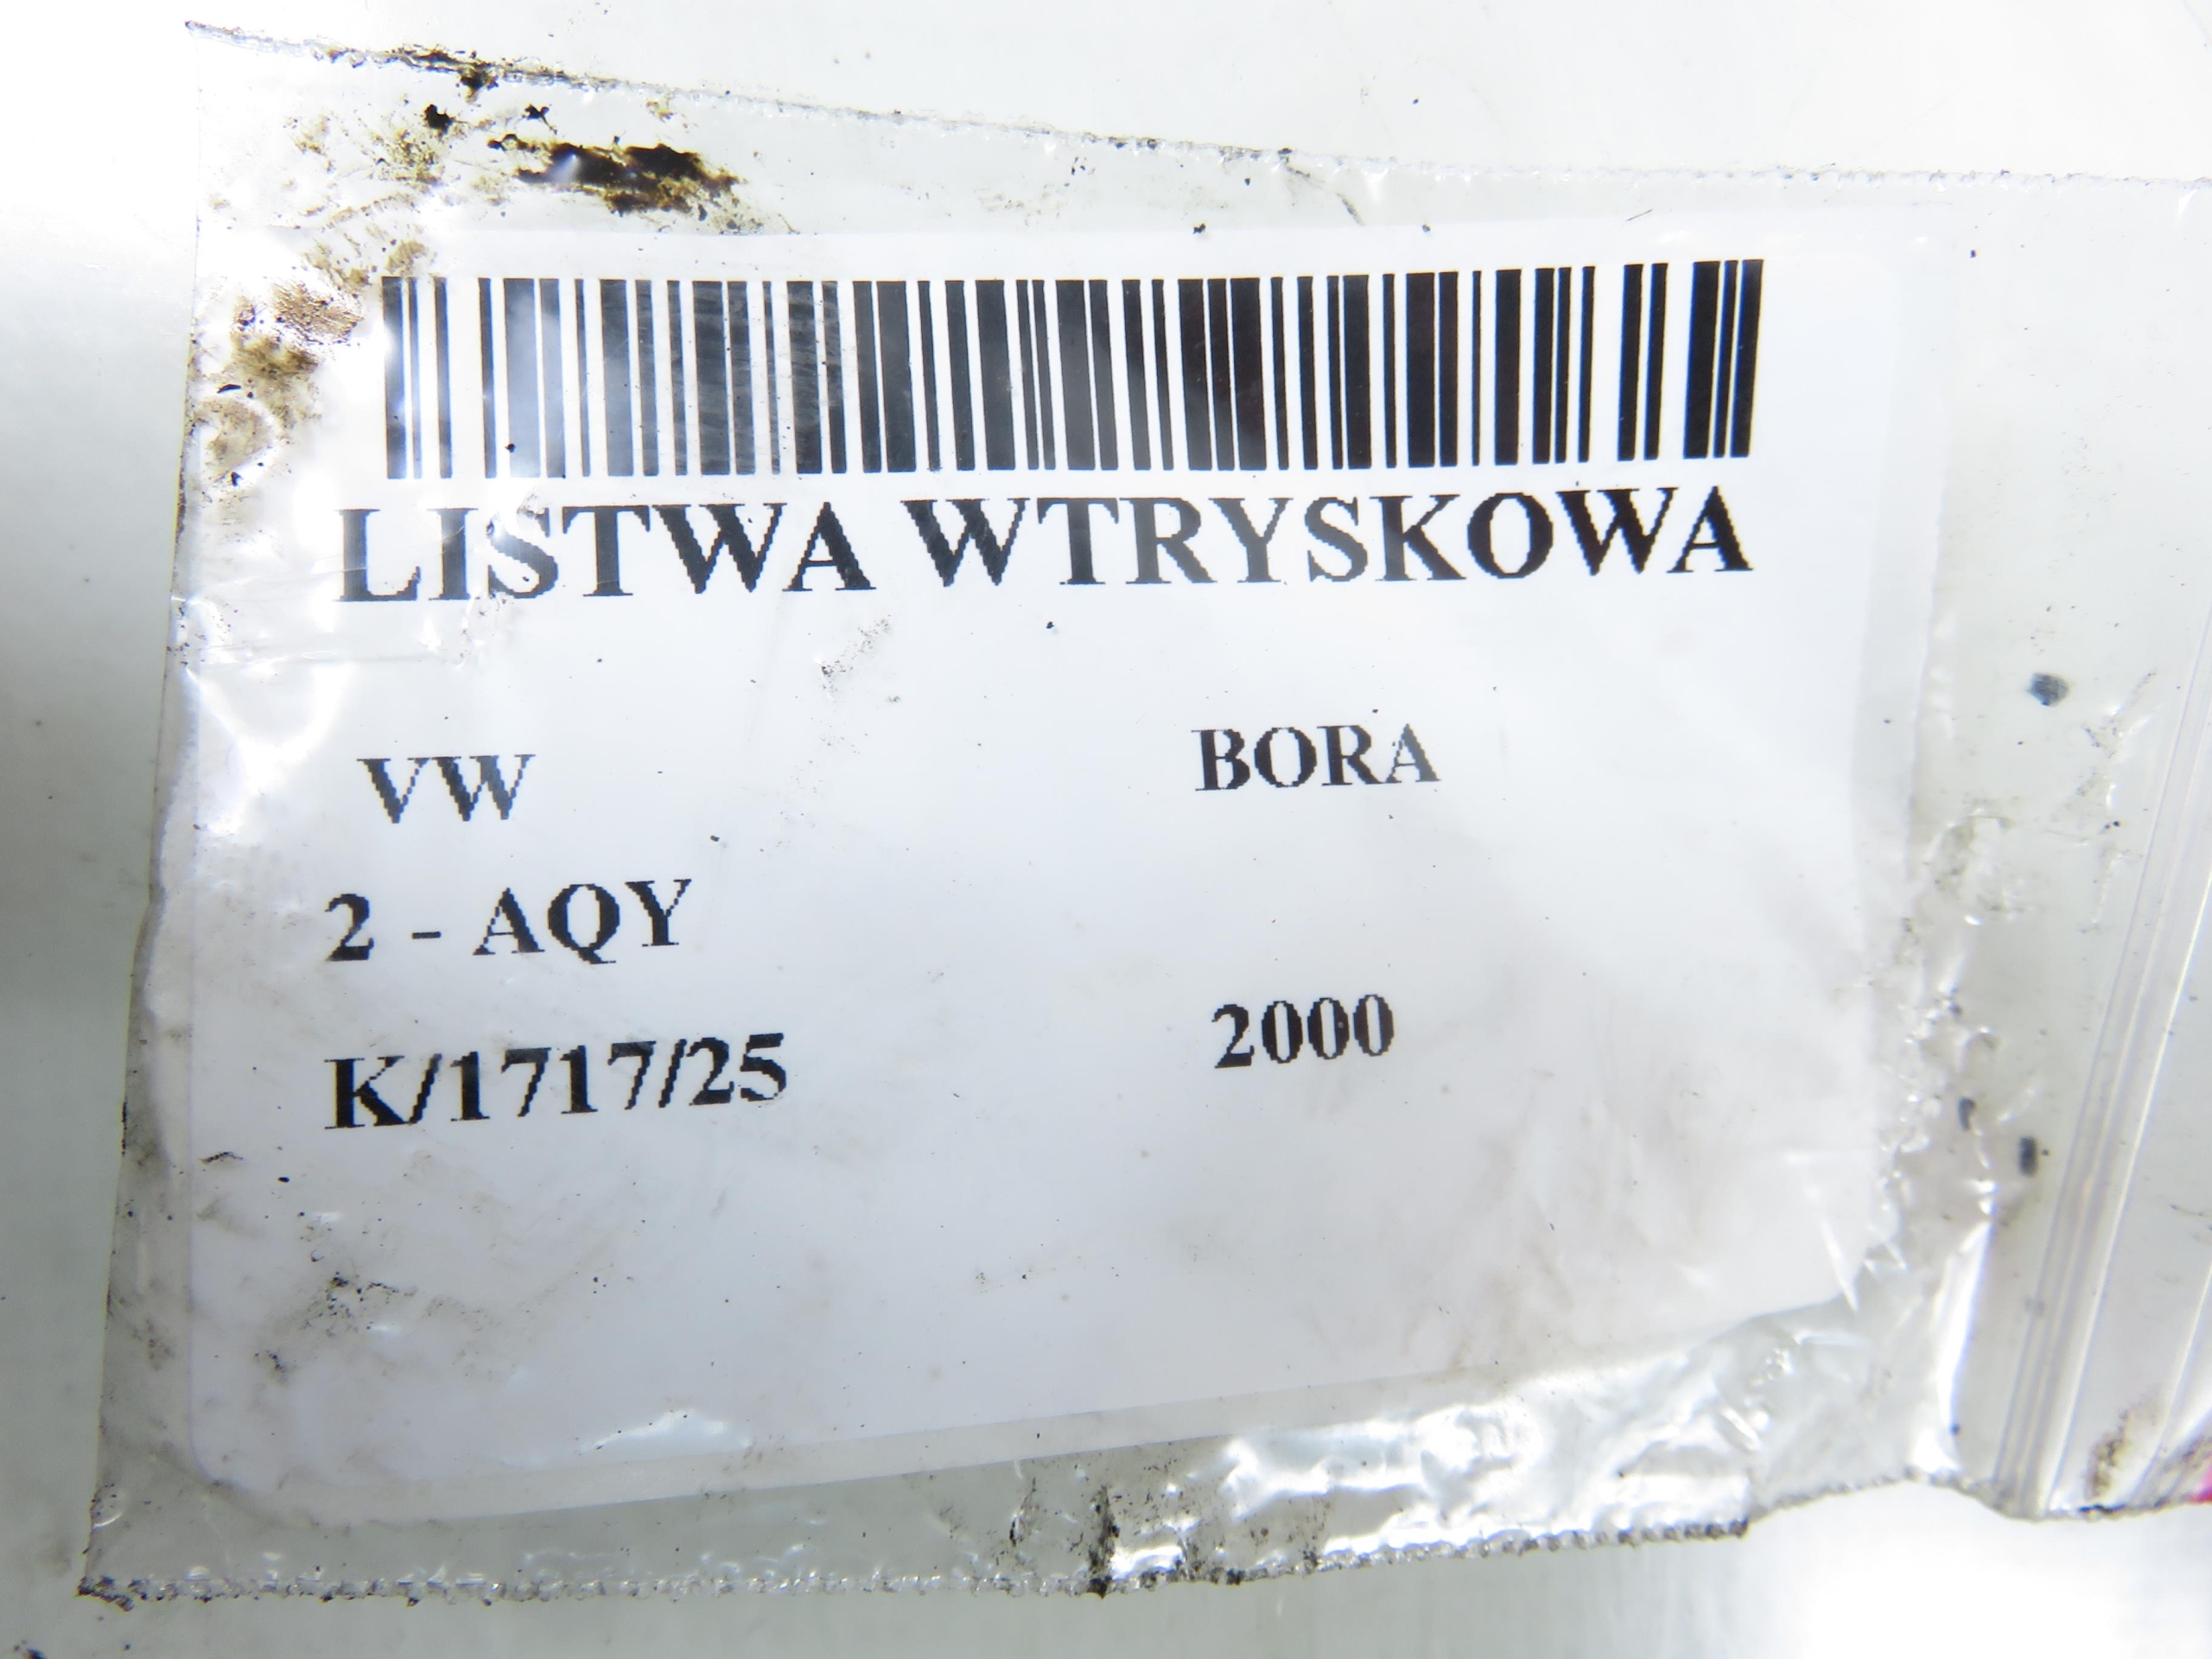 LISTWA WTRYSKOWA
VW BORA
2 - AQY
K/1717/25 2000